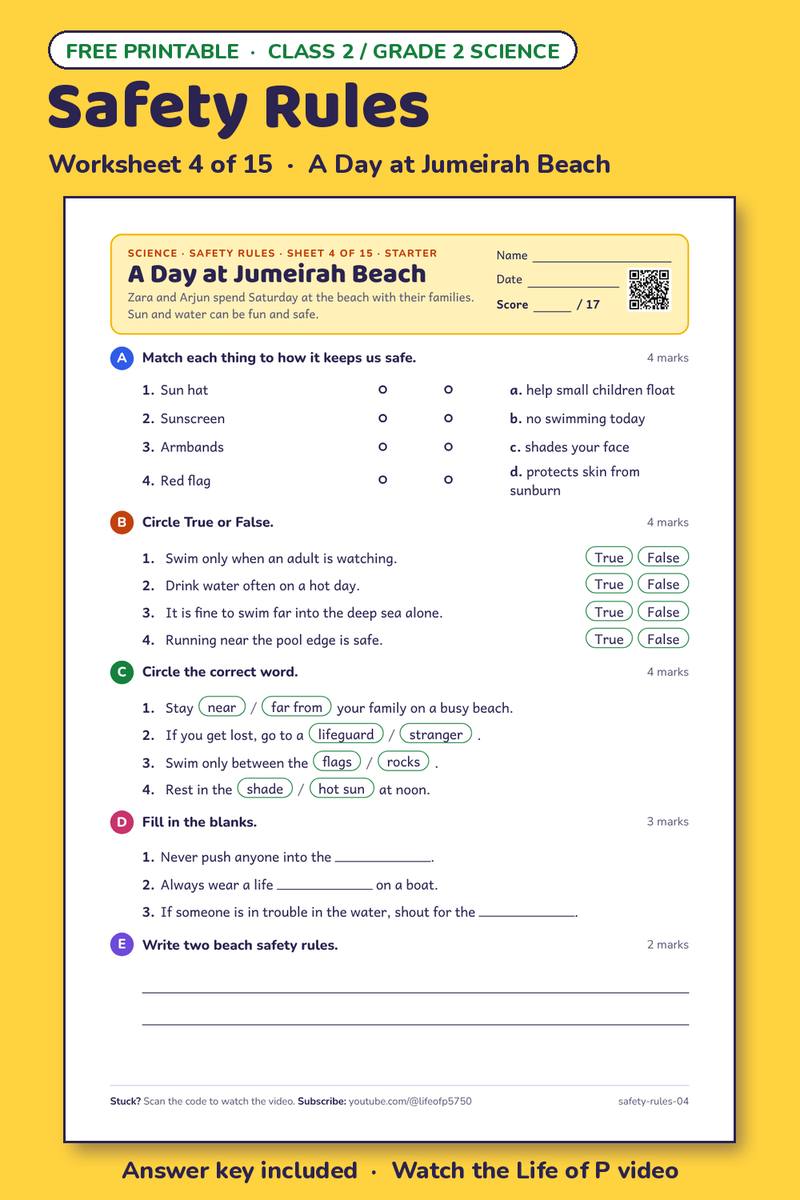 FREE PRINTABLE · CLASS 2 / GRADE 2 SCIENCE
Safety Rules
Worksheet 4 of 15 · A Day at Jumeirah Beach
SCIENCE · SAFETY RULES · SHEET 4 OF 15 · STARTER
A Day at Jumeirah Beach
Zara and Arjun spend Saturday at the beach with their families.
Sun and water can be fun and safe.
Name
Date
Score / 17
A Match each thing to how it keeps us safe. 4 marks
1. Sun hat a. help small children float
2. Sunscreen b. no swimming today
3. Armbands c. shades your face
4. Red flag d. protects skin from
sunburn
B Circle True or False. 4 marks
1. Swim only when an adult is watching. True False
2. Drink water often on a hot day. True False
3. It is fine to swim far into the deep sea alone. True False
4. Running near the pool edge is safe. True False
C Circle the correct word. 4 marks
1. Stay near / far from your family on a busy beach.
2. If you get lost, go to a lifeguard / stranger .
3. Swim only between the flags / rocks .
4. Rest in the shade / hot sun at noon.
D Fill in the blanks. 3 marks
1. Never push anyone into the ____________.
2. Always wear a life ____________ on a boat.
3. If someone is in trouble in the water, shout for the ____________.
E Write two beach safety rules. 2 marks
Stuck? Scan the code to watch the video. Subscribe: youtube.com/@lifeofp5750 safety-rules-04
Answer key included · Watch the Life of P video